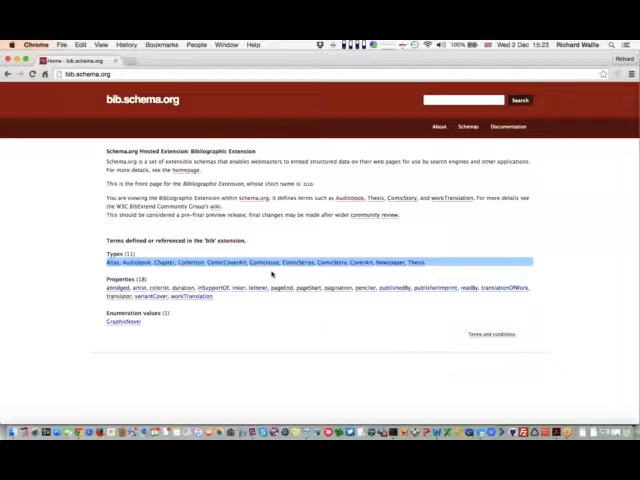 Chrome File Edit View History Bookmarks People Window Help 100% Wed 2 Dec 15:23 Richard Wallis
Home - bib.schema.org Richard
bib.schema.org
bib.schema.org Search
About Schemas Documentation
Schema.org Hosted Extension: Bibliographic Extension
Schema.org is a set of extensible schemas that enables webmasters to embed structured data on their web pages for use by search engines and other applications.
For more details, see the homepage.
This is the front page for the Bibliographic Extension, whose short name is: bib
You are viewing the Bibliographic Extension within schema.org. It defines terms such as Audiobook, Thesis, ComicStory, and workTranslation. For more details see
the W3C BibExtend Community Group's wiki.
This should be considered a pre-final preview release; final changes may be made after wider community review.
Terms defined or referenced in the 'bib' extension.
Types (11)
Atlas, Audiobook, Chapter, Collection, ComicCoverArt, ComicIssue, ComicSeries, ComicStory, CoverArt, Newspaper, Thesis
Properties (18)
abridged, artist, colorist, duration, inSupportOf, inker, letterer, pageEnd, pageStart, pagination, penciler, publishedBy, publisherImprint, readBy, translationOfWork,
translator, variantCover, workTranslation
Enumeration values (1)
GraphicNovel
Terms and conditions